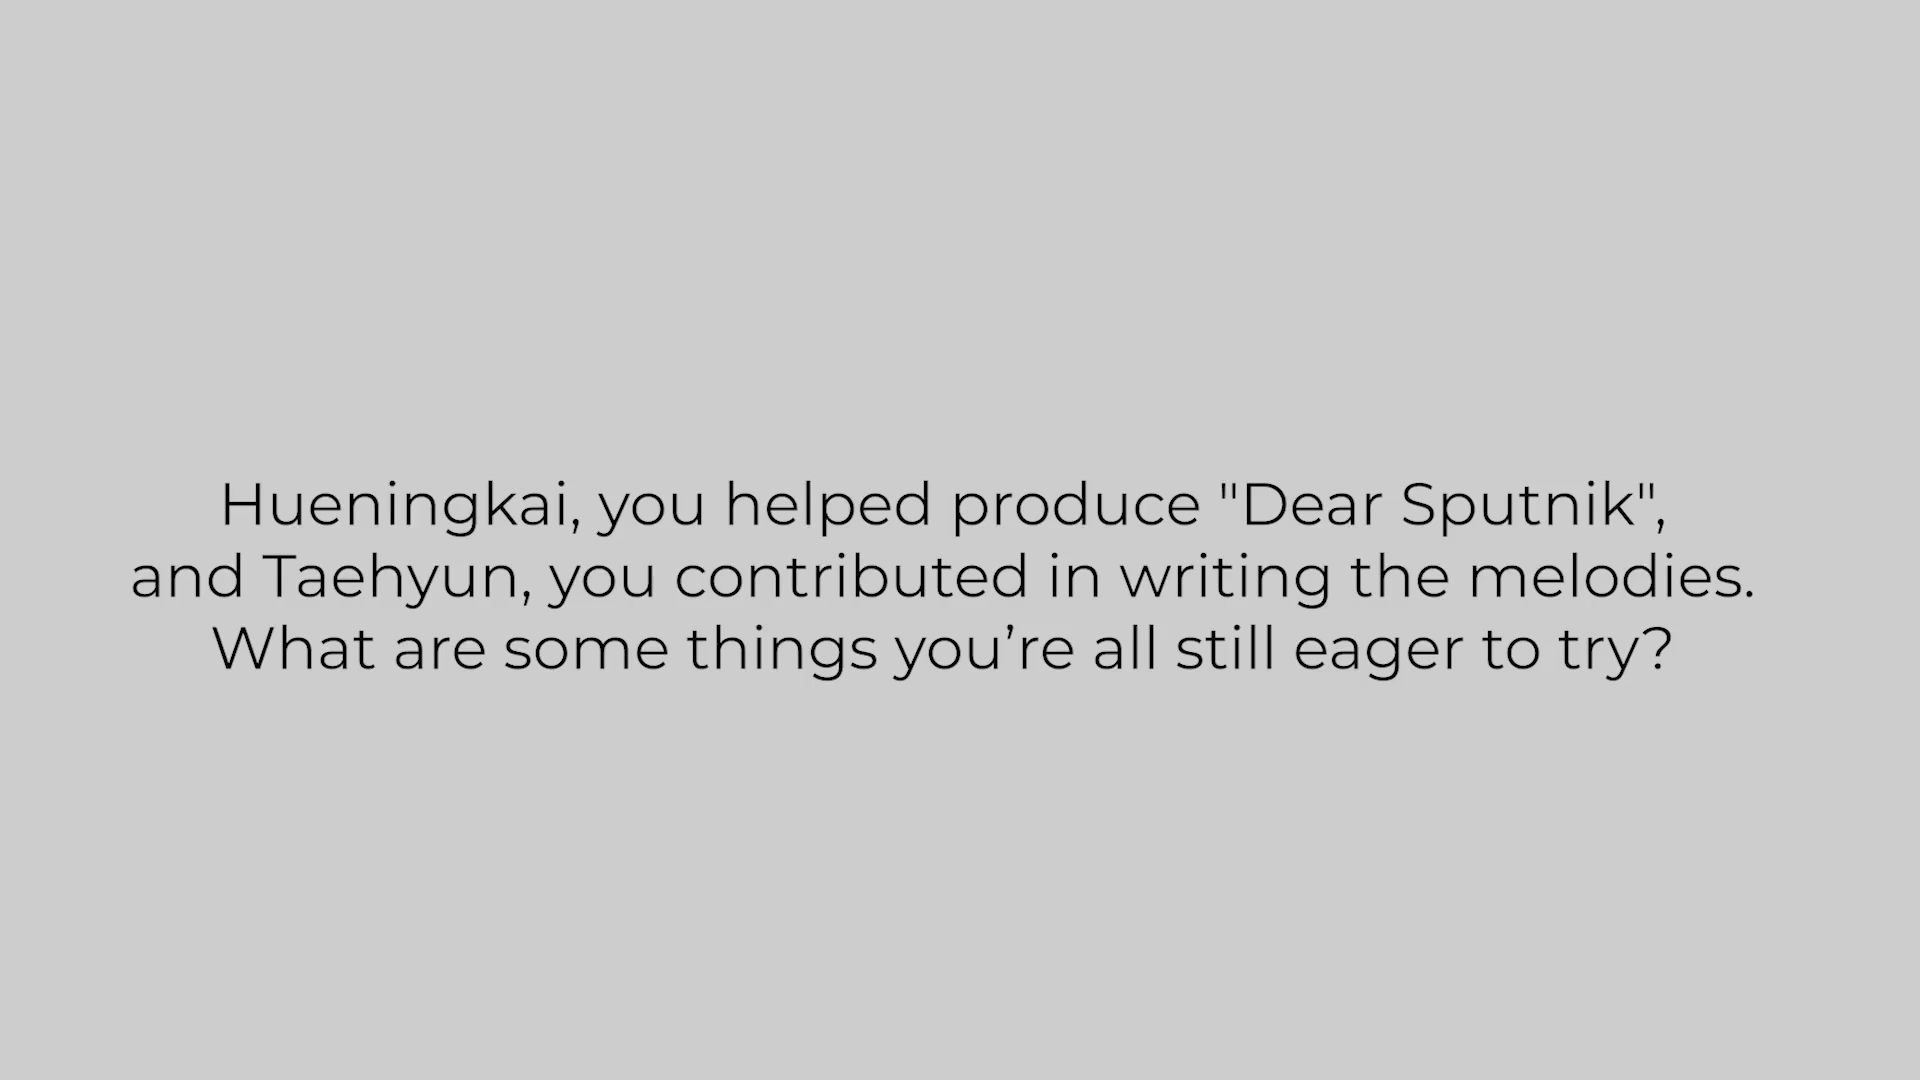 Hueningkai, you helped produce "Dear Sputnik",
and Taehyun, you contributed in writing the melodies.
What are some things you’re all still eager to try?